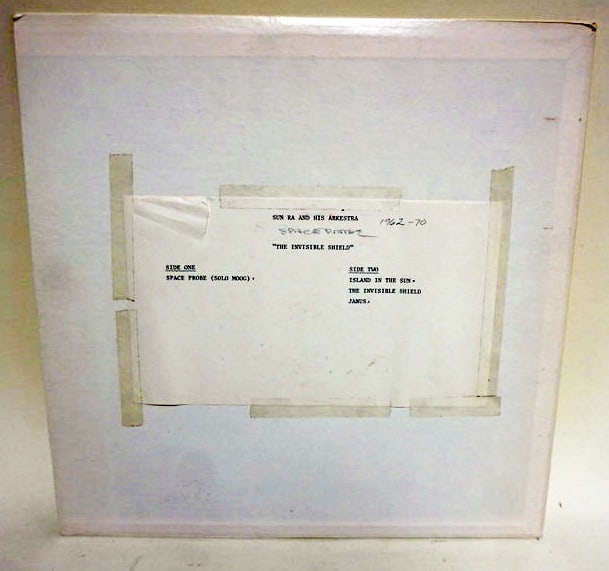 SUN RA AND HIS ARKESTRA 1962-70
SPACE PROBE
"THE INVISIBLE SHIELD"
SIDE ONE
SPACE PROBE (SOLO MOOG).
SIDE TWO
ISLAND IN THE SUN.
THE INVISIBLE SHIELD
JANUS.